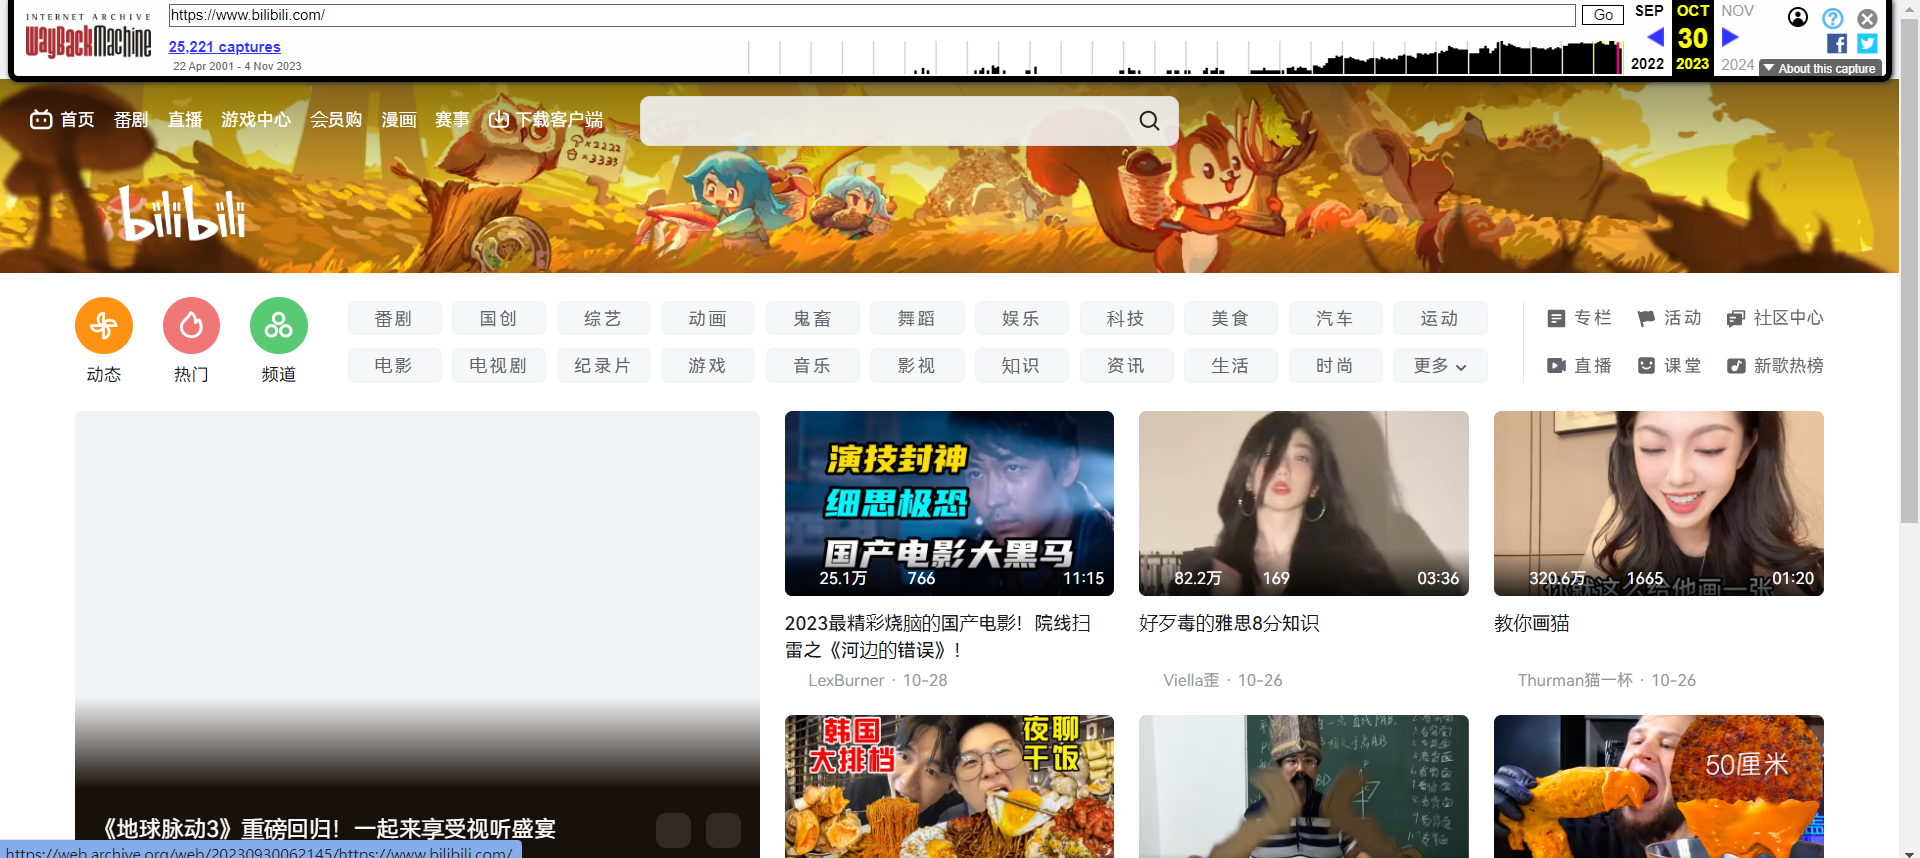 INTERNET ARCHIVE
WayBackMachine
https://www.bilibili.com/
Go
SEP
OCT
NOV
25,221 captures
30
22 Apr 2001 - 4 Nov 2023
2022
2023
2024
About this capture
首页
番剧
直播
游戏中心
会员购
漫画
赛事
下载客户端
×2222
×3333
bilibili
动态
热门
频道
番剧
国创
综艺
动画
鬼畜
舞蹈
娱乐
科技
美食
汽车
运动
电影
电视剧
纪录片
游戏
音乐
影视
知识
资讯
生活
时尚
更多
专栏
活动
社区中心
直播
课堂
新歌热榜
《地球脉动3》重磅回归！一起来享受视听盛宴
演技封神
细思极恐
国产电影大黑马
25.1万
766
11:15
2023最精彩烧脑的国产电影！院线扫
雷之《河边的错误》！
LexBurner · 10-28
82.2万
169
03:36
好歹毒的雅思8分知识
Viella歪 · 10-26
你就这么给他画一张
320.6万
1665
01:20
教你画猫
Thurman猫一杯 · 10-26
韩国
大排档
夜聊
干饭
50厘米
https://web.archive.org/web/20230930062145/https://www.bilibili.com/